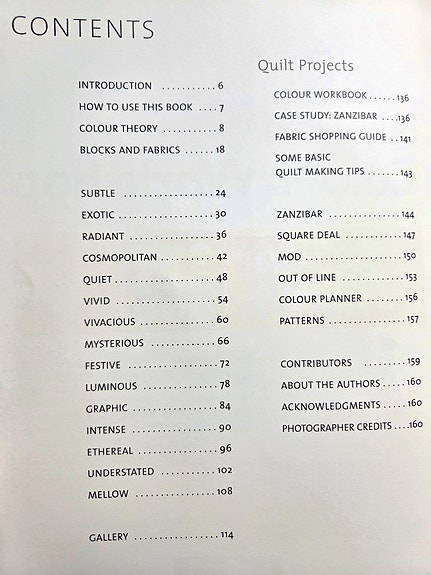 CONTENTS
INTRODUCTION ........... 6
HOW TO USE THIS BOOK .... 7
COLOUR THEORY .......... 8
BLOCKS AND FABRICS ...... 18
SUBTLE .................. 24
EXOTIC .................. 30
RADIANT ................ 36
COSMOPOLITAN .......... 42
QUIET ................... 48
VIVID ................... 54
VIVACIOUS .............. 60
MYSTERIOUS ............ 66
FESTIVE ................. 72
LUMINOUS .............. 78
GRAPHIC ................ 84
INTENSE ................ 90
ETHEREAL ............... 96
UNDERSTATED .......... 102
MELLOW ............... 108
GALLERY ................ 114
Quilt Projects
COLOUR WORKBOOK ...... 136
CASE STUDY: ZANZIBAR .... 136
FABRIC SHOPPING GUIDE .. 141
SOME BASIC
QUILT MAKING TIPS ....... 143
ZANZIBAR ............... 144
SQUARE DEAL ............ 147
MOD .................... 150
OUT OF LINE ............. 153
COLOUR PLANNER ........ 156
PATTERNS ............... 157
CONTRIBUTORS ......... 159
ABOUT THE AUTHORS ..... 160
ACKNOWLEDGMENTS ..... 160
PHOTOGRAPHER CREDITS ....160